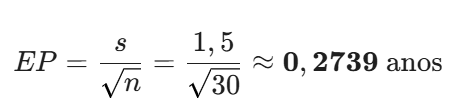 EP = s/√n = 1,5/√30 ≈ 0,2739 anos